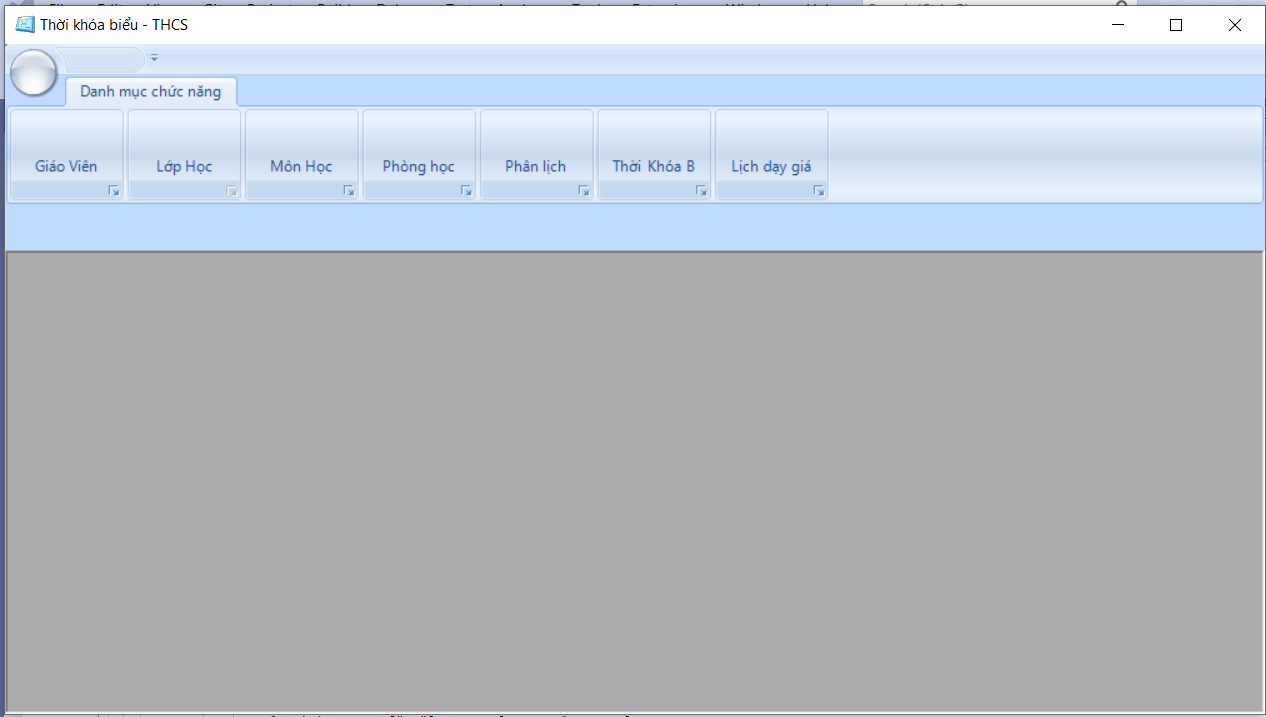 Thời khóa biểu - THCS
Danh mục chức năng
Giáo Viên
Lớp Học
Môn Học
Phòng học
Phân lịch
Thời Khóa B
Lịch dạy giá